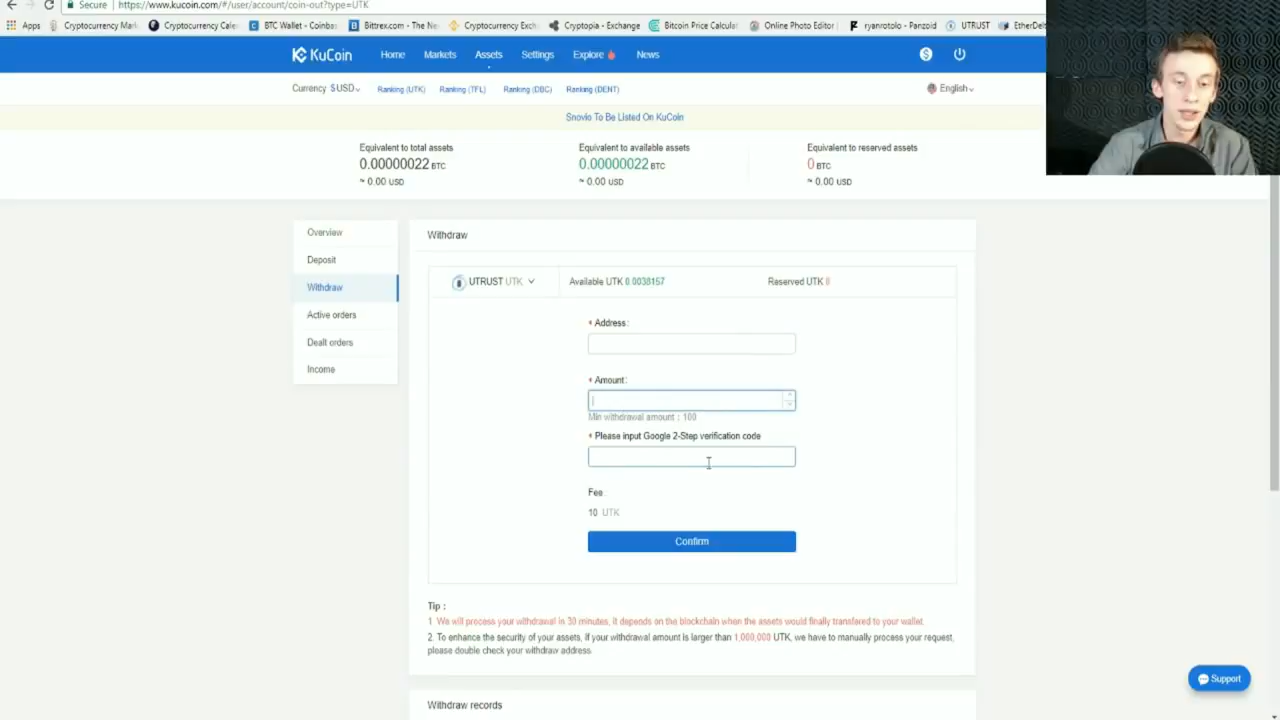 Secure https://www.kucoin.com/#/user/account/coin-out?type=UTK
Apps Cryptocurrency Mark Cryptocurrency Cale BTC Wallet - Coinbas Bittrex.com - The Ne Cryptocurrency Exch Cryptopia - Exchange Bitcoin Price Calcul Online Photo Editor ryanrotolo - Panzoid UTRUST EtherDel
KuCoin Home Markets Assets Settings Explore News
Currency $USD Ranking (UTK) Ranking (TFL) Ranking (DBC) Ranking (DENT) English
Snovio To Be Listed On KuCoin
Equivalent to total assets Equivalent to available assets Equivalent to reserved assets
0.00000022 BTC 0.00000022 BTC 0 BTC
≈ 0.00 USD ≈ 0.00 USD ≈ 0.00 USD
Overview
Deposit
Withdraw
Active orders
Dealt orders
Income
Withdraw
UTRUST UTK Available UTK 0.0038157 Reserved UTK 0
* Address:
* Amount:
Min withdrawal amount : 100
* Please input Google 2-Step verification code
Fee
10 UTK
Confirm
Tip :
1. We will process your withdrawal in 30 minutes, it depends on the blockchain when the assets would finally transfered to your wallet.
2. To enhance the security of your assets, if your withdrawal amount is larger than 1,000,000 UTK, we have to manually process your request,
please double check your withdraw address.
Support
Withdraw records